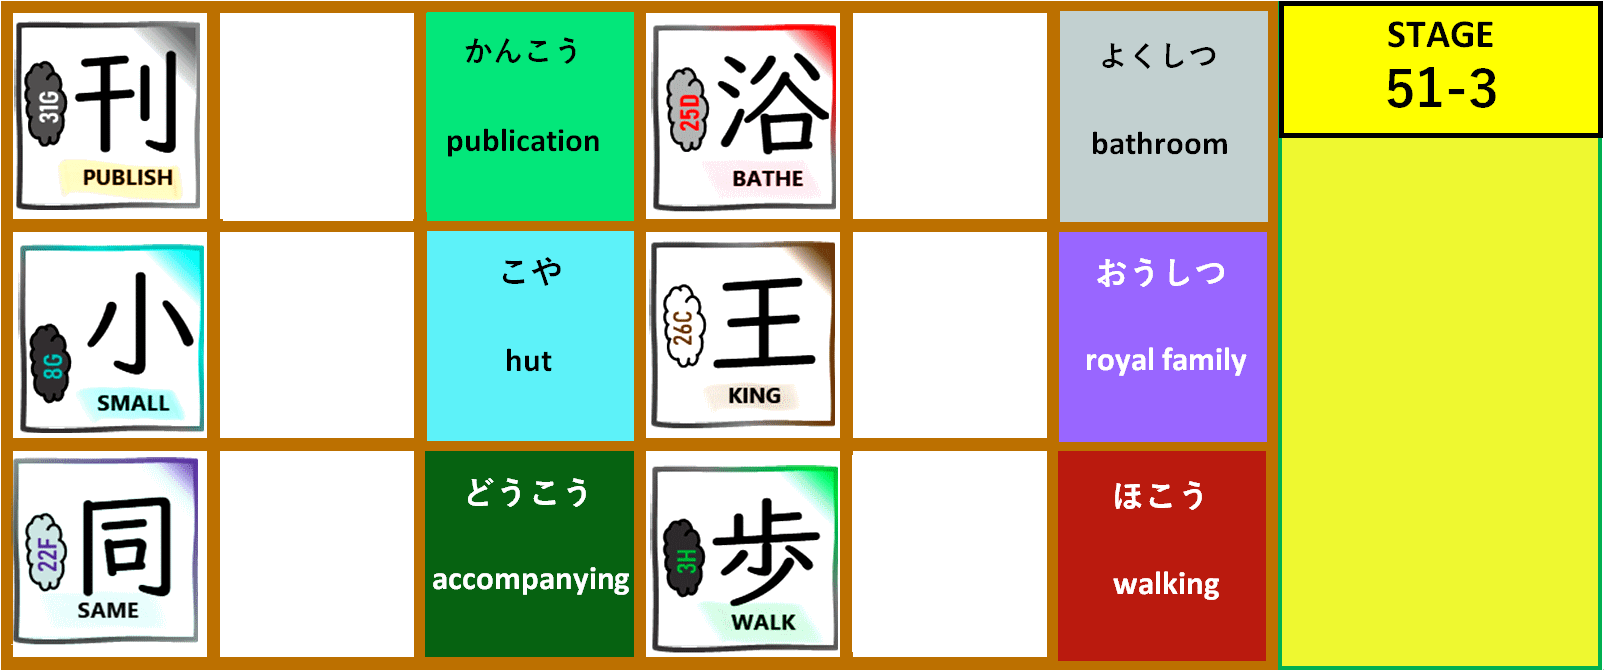 刊
31G
PUBLISH
かんこう
publication
浴
25D
BATHE
よくしつ
bathroom
STAGE
51-3
小
8G
SMALL
こや
hut
王
26C
KING
おうしつ
royal family
同
22F
SAME
どうこう
accompanying
歩
3H
WALK
ほこう
walking